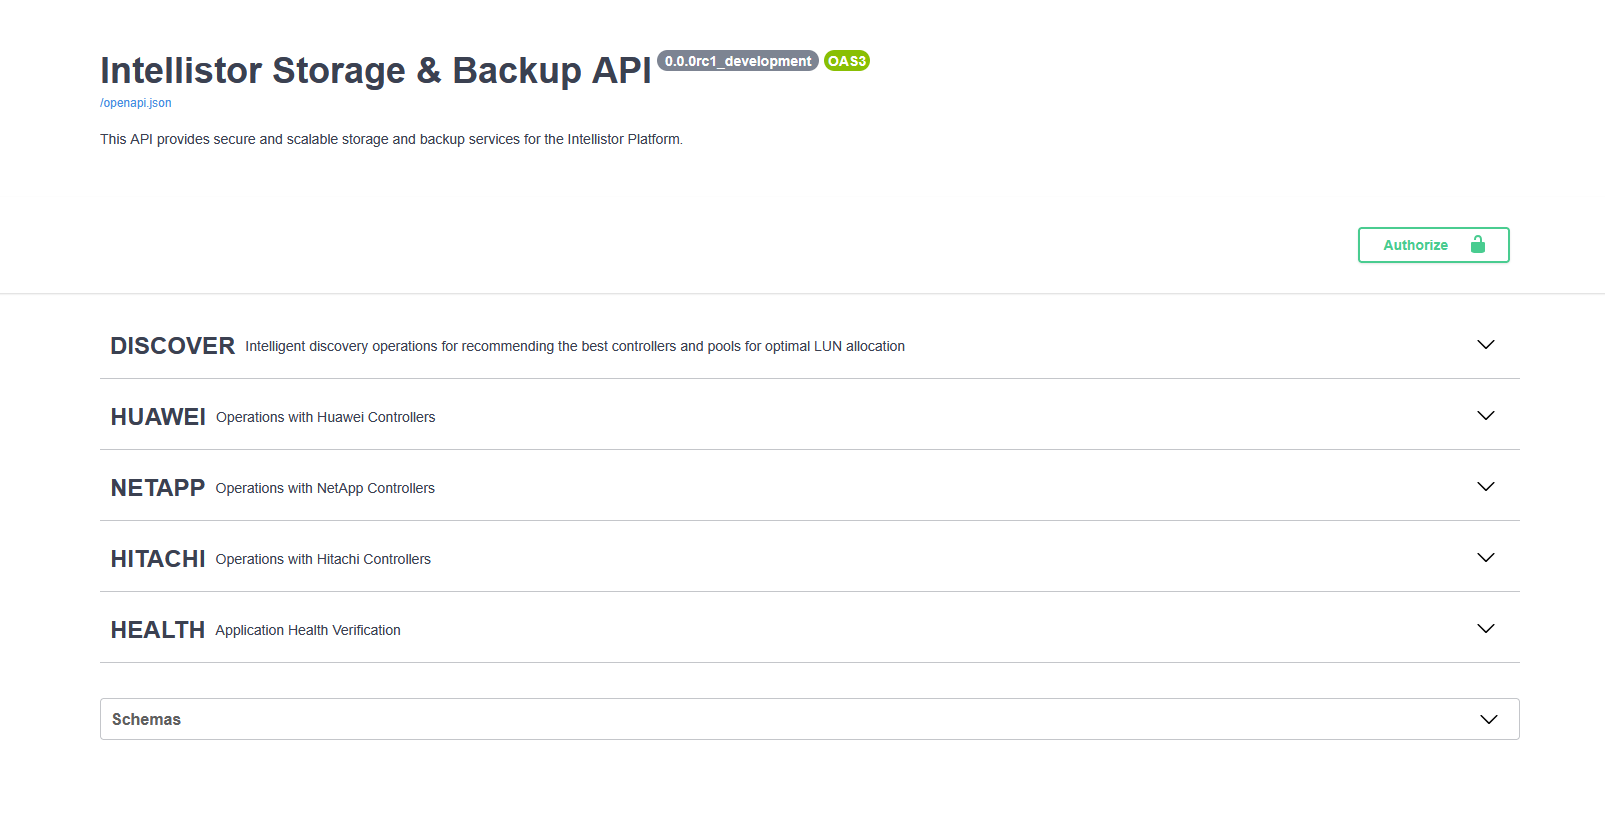 Intellistor Storage & Backup API 0.0.0rc1_development OAS3
/openapi.json
This API provides secure and scalable storage and backup services for the Intellistor Platform.
Authorize
DISCOVER Intelligent discovery operations for recommending the best controllers and pools for optimal LUN allocation
HUAWEI Operations with Huawei Controllers
NETAPP Operations with NetApp Controllers
HITACHI Operations with Hitachi Controllers
HEALTH Application Health Verification
Schemas